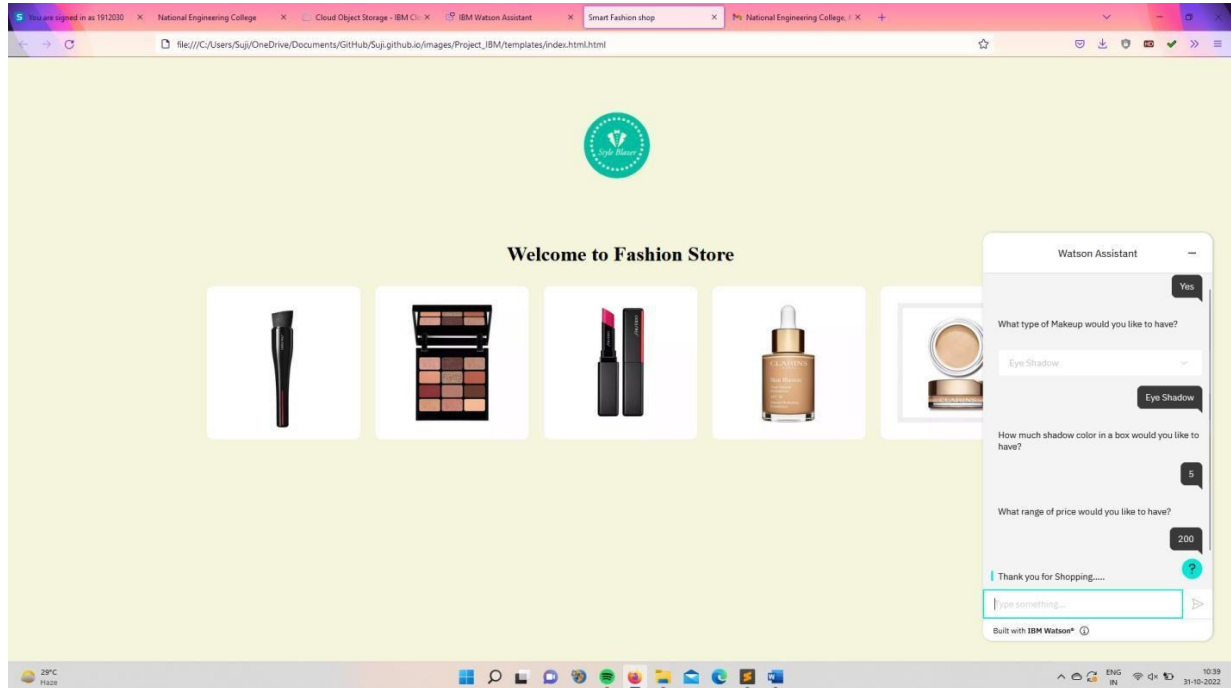 S You are signed in as 1912030
National Engineering College
Cloud Object Storage - IBM Clo
IBM Watson Assistant
Smart Fashion shop
National Engineering College,
file:///C:/Users/Suji/OneDrive/Documents/GitHub/Suji.github.io/images/Project_IBM/templates/index.html.html
Style Blazer
Welcome to Fashion Store
CLARINS
Watson Assistant
Yes
What type of Makeup would you like to have?
Eye Shadow
Eye Shadow
How much shadow color in a box would you like to
have?
5
What range of price would you like to have?
200
?
Thank you for Shopping.....
Type something...
Built with IBM Watson®
29°C
Haze
ENG
IN
10:39
31-10-2022